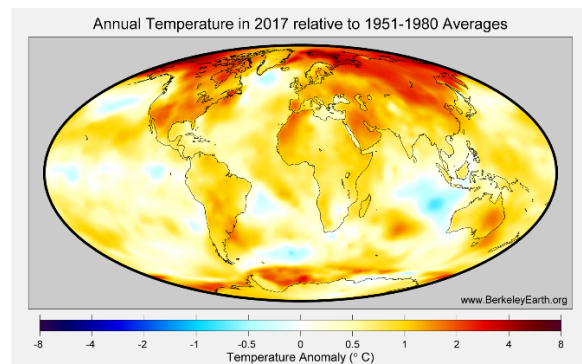 Annual Temperature in 2017 relative to 1951-1980 Averages
www.BerkeleyEarth.org
-8 -4 -2 -1 -0.5 0 0.5 1 2 4 8
Temperature Anomaly (° C)